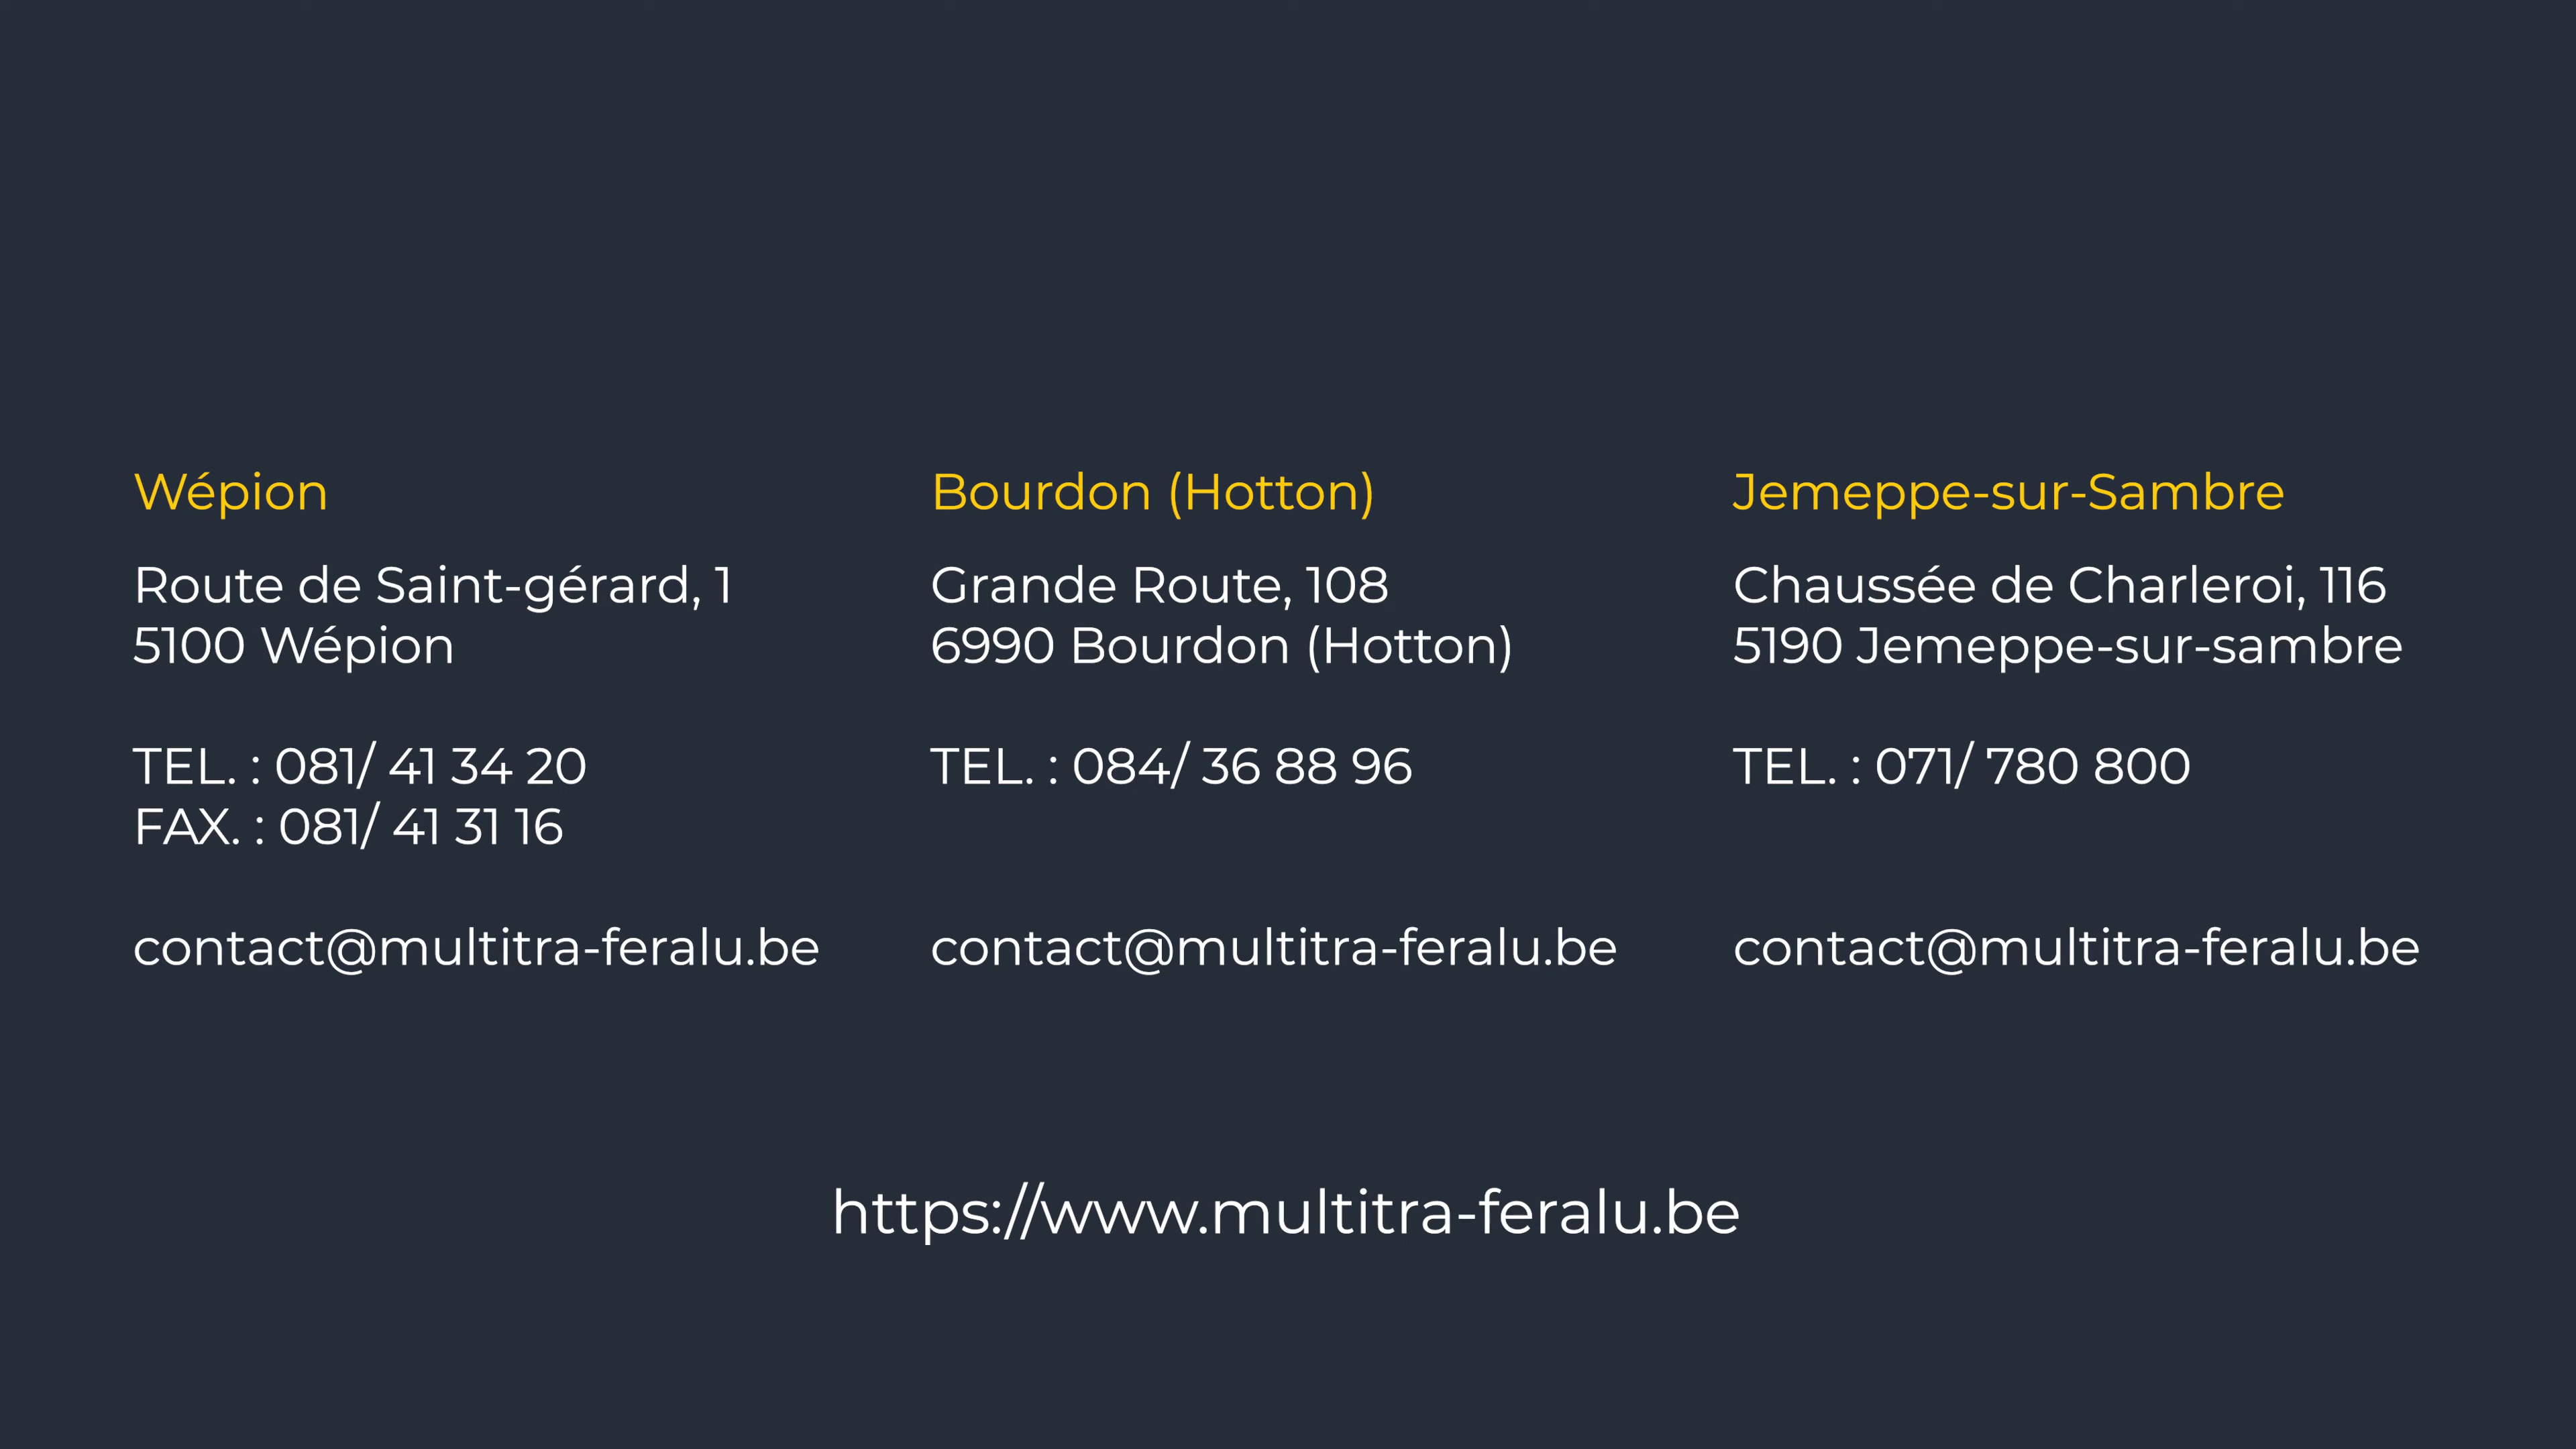 Wépion
Route de Saint-gérard, 1
5100 Wépion
TEL. : 081/ 41 34 20
FAX. : 081/ 41 31 16
contact@multitra-feralu.be
Bourdon (Hotton)
Grande Route, 108
6990 Bourdon (Hotton)
TEL. : 084/ 36 88 96
contact@multitra-feralu.be
Jemeppe-sur-Sambre
Chaussée de Charleroi, 116
5190 Jemeppe-sur-sambre
TEL. : 071/ 780 800
contact@multitra-feralu.be
https://www.multitra-feralu.be